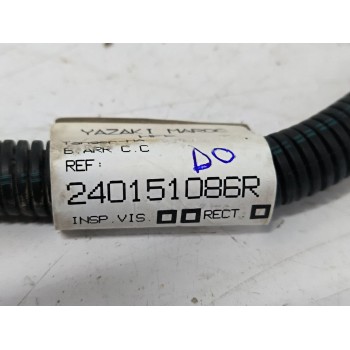 YAZAKI MAROC
B.ARR C.C
REF:
DO
240151086R
INSP.VIS. RECT.